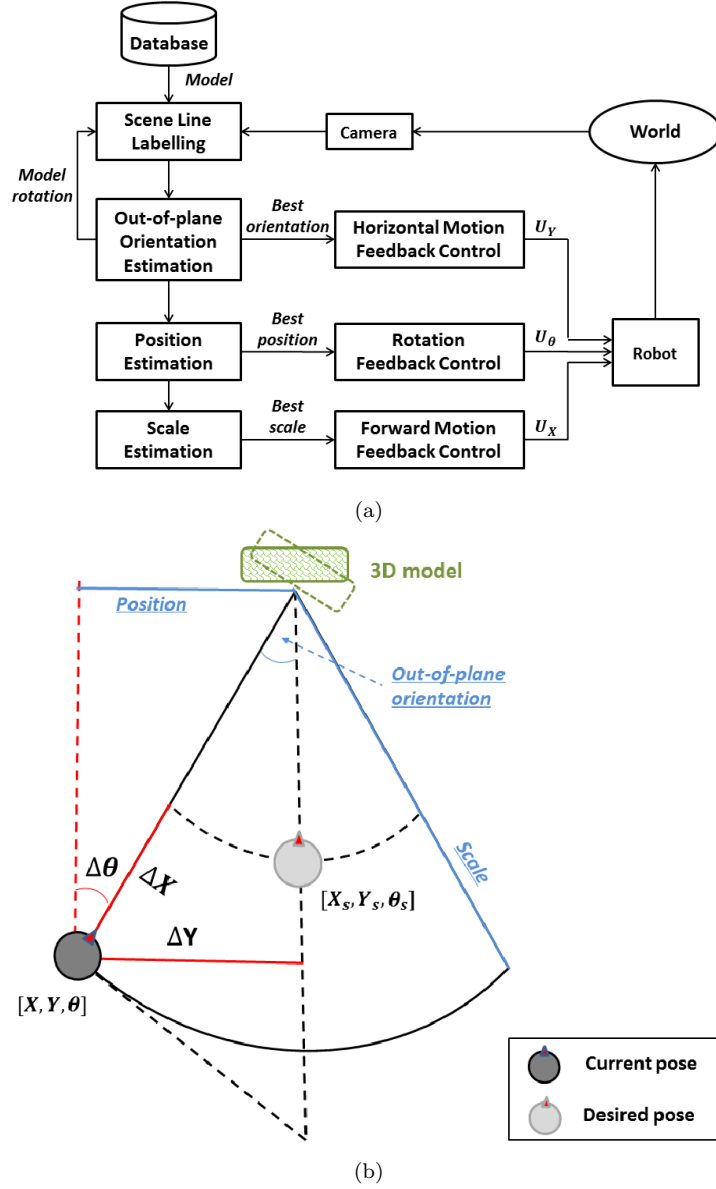 Database
Model
Scene Line
Labelling
Camera
World
Model
rotation
Out-of-plane
Orientation
Estimation
Best
orientation
Horizontal Motion
Feedback Control
U_Y
Position
Estimation
Best
position
Rotation
Feedback Control
U_θ
Robot
Scale
Estimation
Best
scale
Forward Motion
Feedback Control
U_X
(a)
3D model
Position
Out-of-plane
orientation
Δθ
ΔX
Scale
[X_s, Y_s, θ_s]
ΔY
[X, Y, θ]
Current pose
Desired pose
(b)